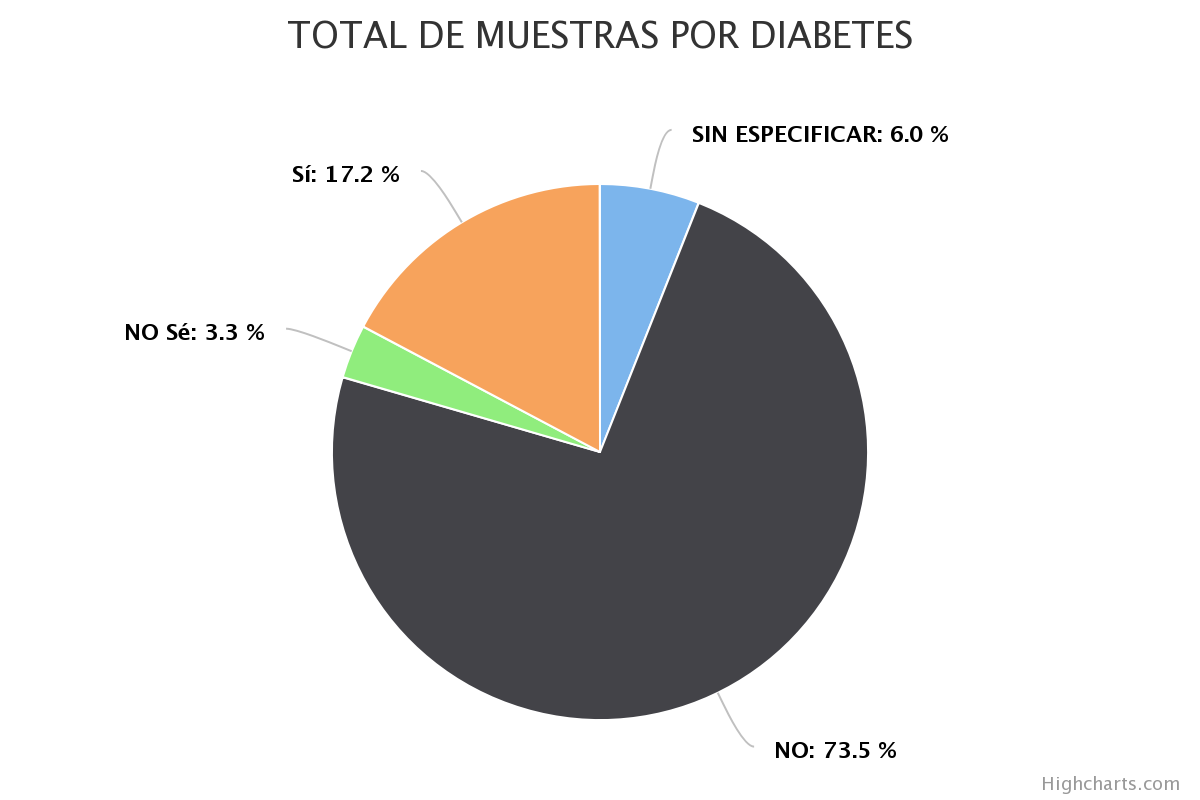 TOTAL DE MUESTRAS POR DIABETES
SIN ESPECIFICAR: 6.0 %
Sí: 17.2 %
NO Sé: 3.3 %
NO: 73.5 %
Highcharts.com